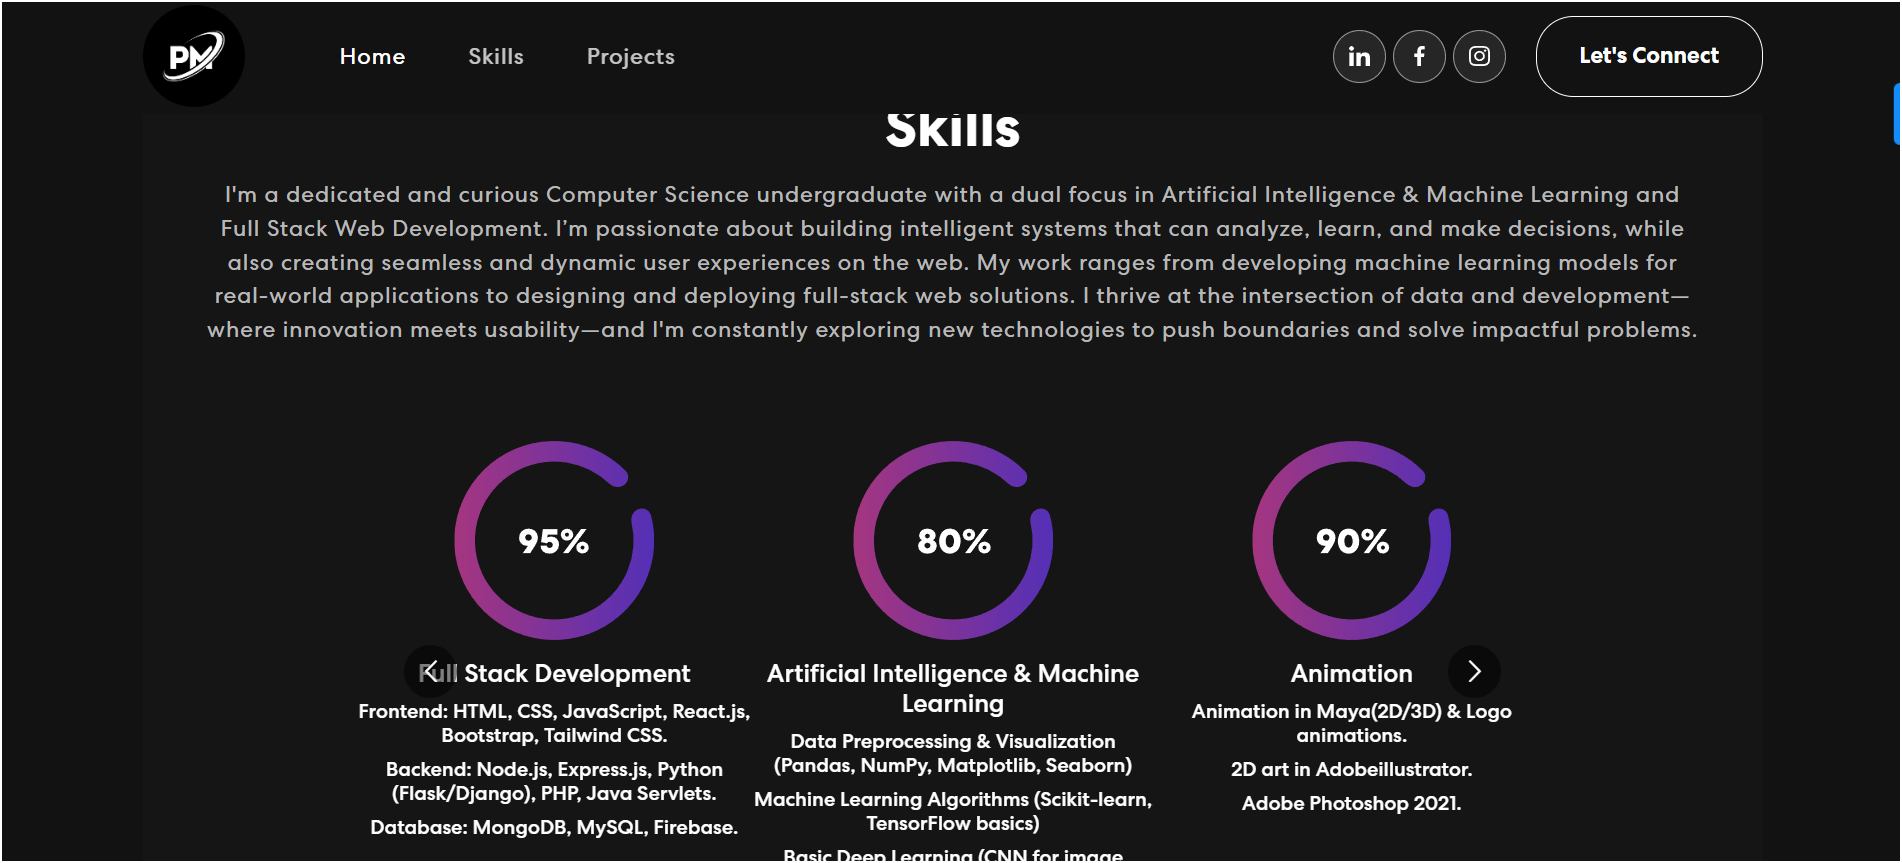 PM
Home
Skills
Projects
Let's Connect
Skills
I'm a dedicated and curious Computer Science undergraduate with a dual focus in Artificial Intelligence & Machine Learning and
Full Stack Web Development. I’m passionate about building intelligent systems that can analyze, learn, and make decisions, while
also creating seamless and dynamic user experiences on the web. My work ranges from developing machine learning models for
real-world applications to designing and deploying full-stack web solutions. I thrive at the intersection of data and development—
where innovation meets usability—and I'm constantly exploring new technologies to push boundaries and solve impactful problems.
95%
Full Stack Development
Frontend: HTML, CSS, JavaScript, React.js,
Bootstrap, Tailwind CSS.
Backend: Node.js, Express.js, Python
(Flask/Django), PHP, Java Servlets.
Database: MongoDB, MySQL, Firebase.
80%
Artificial Intelligence & Machine
Learning
Data Preprocessing & Visualization
(Pandas, NumPy, Matplotlib, Seaborn)
Machine Learning Algorithms (Scikit-learn,
TensorFlow basics)
Basic Deep Learning (CNN for image
90%
Animation
Animation in Maya(2D/3D) & Logo
animations.
2D art in Adobeillustrator.
Adobe Photoshop 2021.